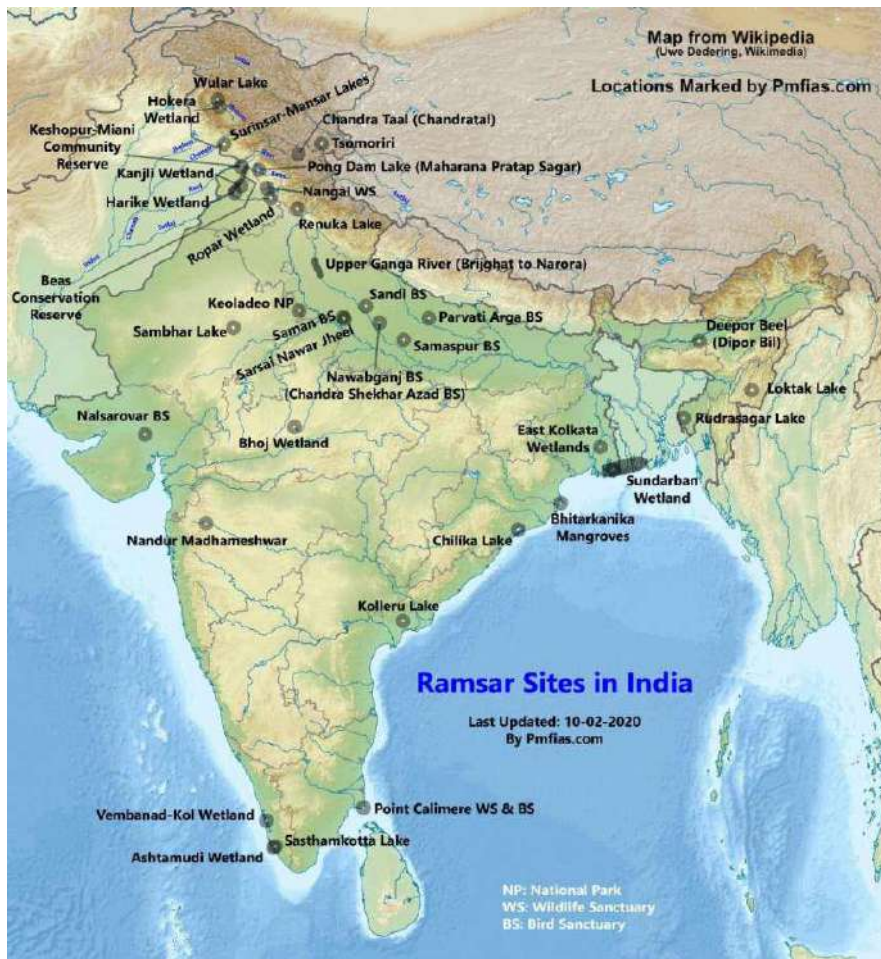 Map from Wikipedia
(Uwe Dedering, Wikimedia)
Locations Marked by Pmfias.com
Wular Lake
Hokera
Wetland
Surinsar-Mansar Lakes
Keshopur-Miani
Community
Reserve
Chandra Taal (Chandratal)
Tsomoriri
Pong Dam Lake (Maharana Pratap Sagar)
Kanjli Wetland
Nangal WS
Harike Wetland
Ropar Wetland
Renuka Lake
Beas
Conservation
Reserve
Upper Ganga River (Brijghat to Narora)
Keoladeo NP
Sandi BS
Saman BS
Parvati Arga BS
Sambhar Lake
Sarsai Nawar Jheel
Samaspur BS
Deepor Beel
(Dipor Bil)
Nawabganj BS
(Chandra Shekhar Azad BS)
Loktak Lake
Nalsarovar BS
Bhoj Wetland
East Kolkata
Wetlands
Rudrasagar Lake
Sundarban
Wetland
Nandur Madhameshwar
Chilika Lake
Bhitarkanika
Mangroves
Kolleru Lake
Ramsar Sites in India
Last Updated: 10-02-2020
By Pmfias.com
Vembanad-Kol Wetland
Point Calimere WS & BS
Sasthamkotta Lake
Ashtamudi Wetland
NP: National Park
WS: Wildlife Sanctuary
BS: Bird Sanctuary